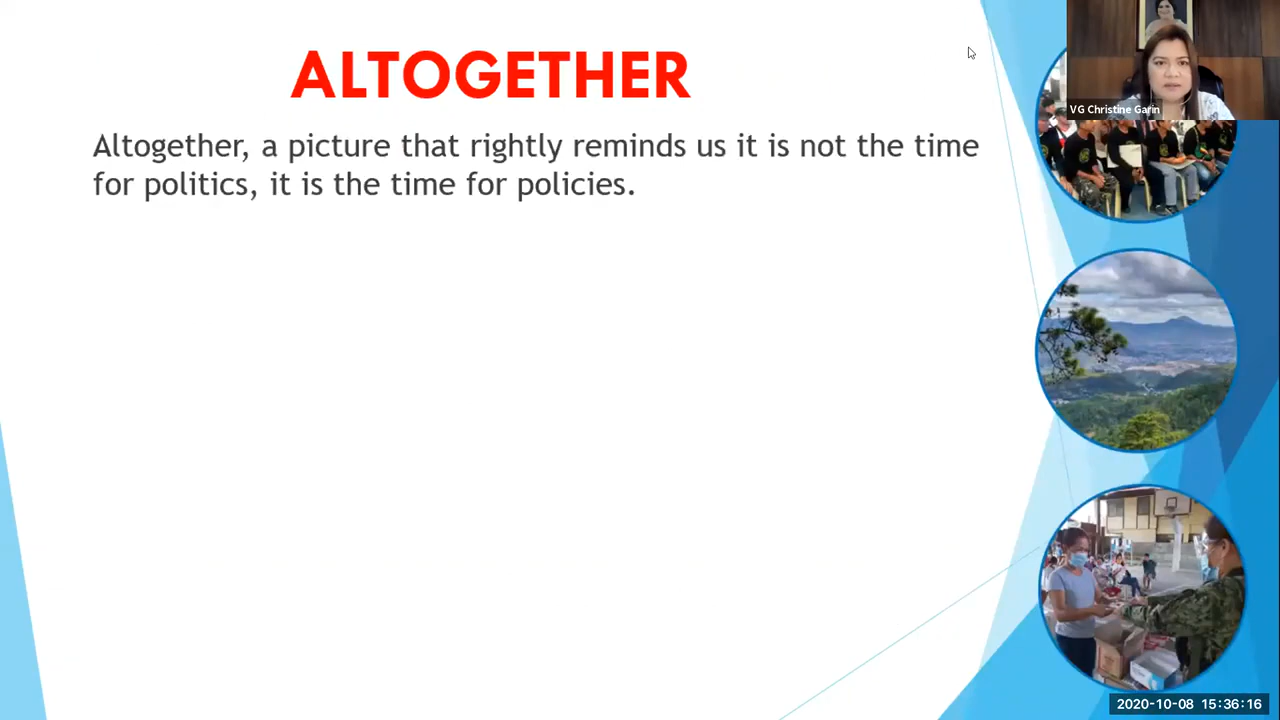 ALTOGETHER
Altogether, a picture that rightly reminds us it is not the time
for politics, it is the time for policies.
VG Christine Garin
2020-10-08 15:36:16